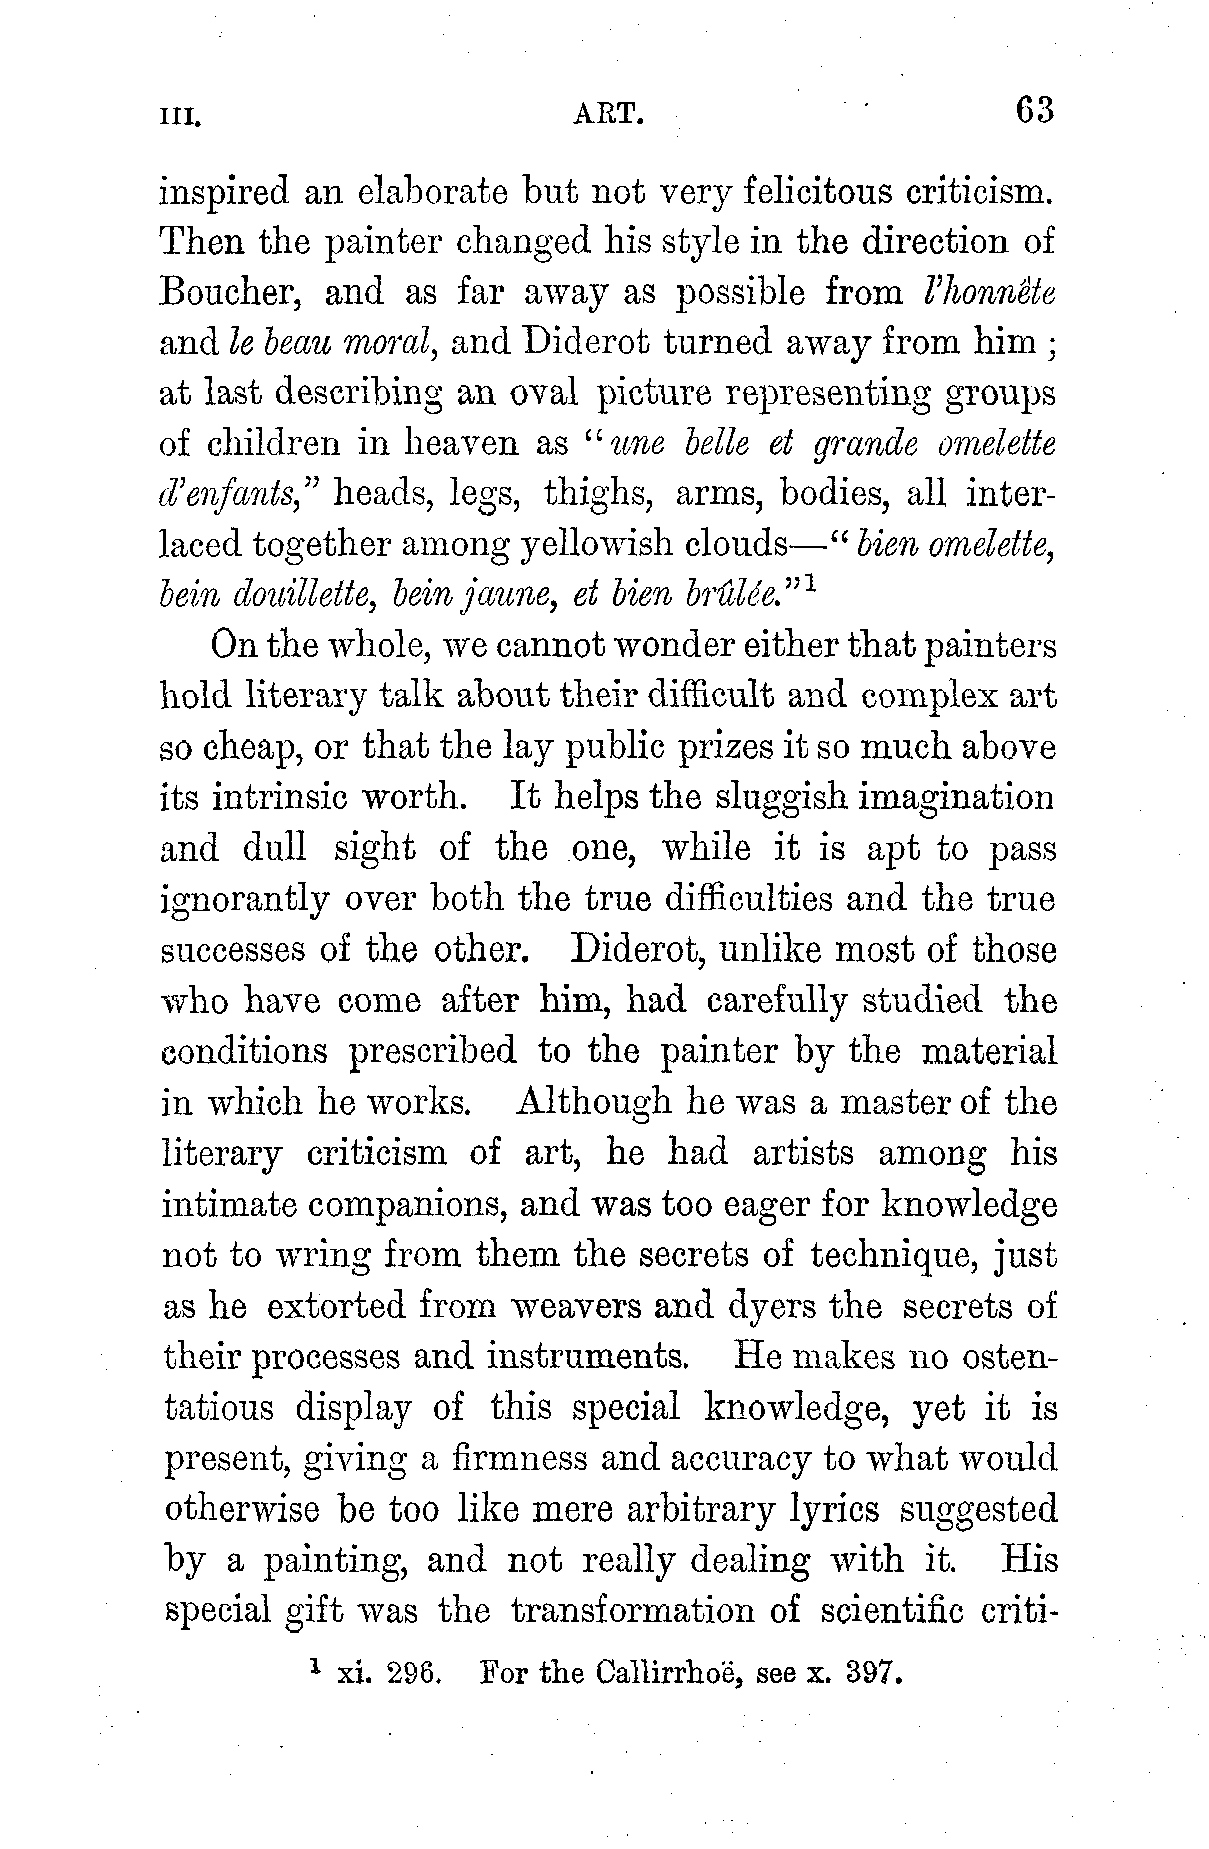 III. ART. 63
inspired an elaborate but not very felicitous criticism.
Then the painter changed his style in the direction of
Boucher, and as far away as possible from l'honnête
and le beau moral, and Diderot turned away from him ;
at last describing an oval picture representing groups
of children in heaven as "une belle et grande omelette
d'enfants," heads, legs, thighs, arms, bodies, all inter-
laced together among yellowish clouds—"bien omelette,
bein douillette, bein jaune, et bien brûlée."1
On the whole, we cannot wonder either that painters
hold literary talk about their difficult and complex art
so cheap, or that the lay public prizes it so much above
its intrinsic worth. It helps the sluggish imagination
and dull sight of the one, while it is apt to pass
ignorantly over both the true difficulties and the true
successes of the other. Diderot, unlike most of those
who have come after him, had carefully studied the
conditions prescribed to the painter by the material
in which he works. Although he was a master of the
literary criticism of art, he had artists among his
intimate companions, and was too eager for knowledge
not to wring from them the secrets of technique, just
as he extorted from weavers and dyers the secrets of
their processes and instruments. He makes no osten-
tatious display of this special knowledge, yet it is
present, giving a firmness and accuracy to what would
otherwise be too like mere arbitrary lyrics suggested
by a painting, and not really dealing with it. His
special gift was the transformation of scientific criti-
1 xi. 296. For the Callirrhoë, see x. 397.